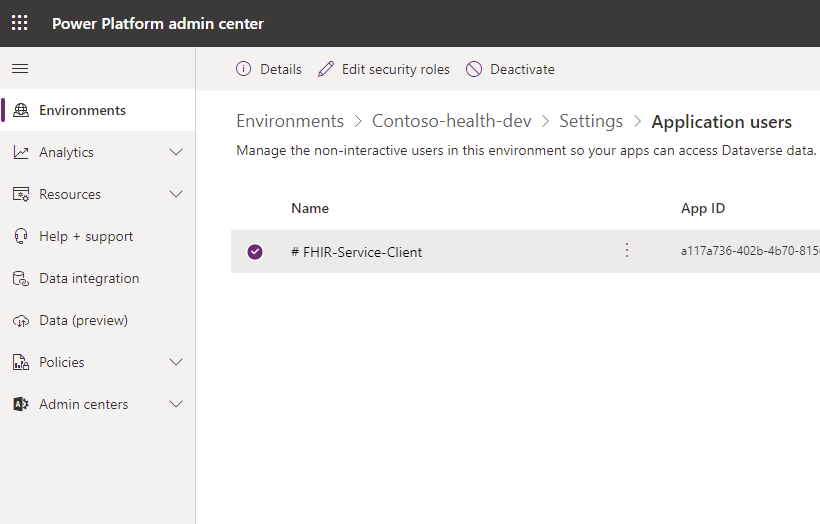 Power Platform admin center
Details Edit security roles Deactivate
Environments
Analytics
Resources
Help + support
Data integration
Data (preview)
Policies
Admin centers
Environments > Contoso-health-dev > Settings > Application users
Manage the non-interactive users in this environment so your apps can access Dataverse data.
Name App ID
# FHIR-Service-Client a117a736-402b-4b70-815